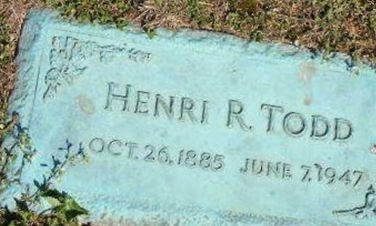 HENRI R. TODD
OCT. 26, 1885 JUNE 7, 1947